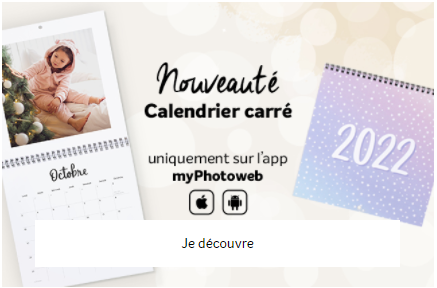 Nouveauté
Calendrier carré
uniquement sur l'app
myPhotoweb
Octobre
2022
Je découvre